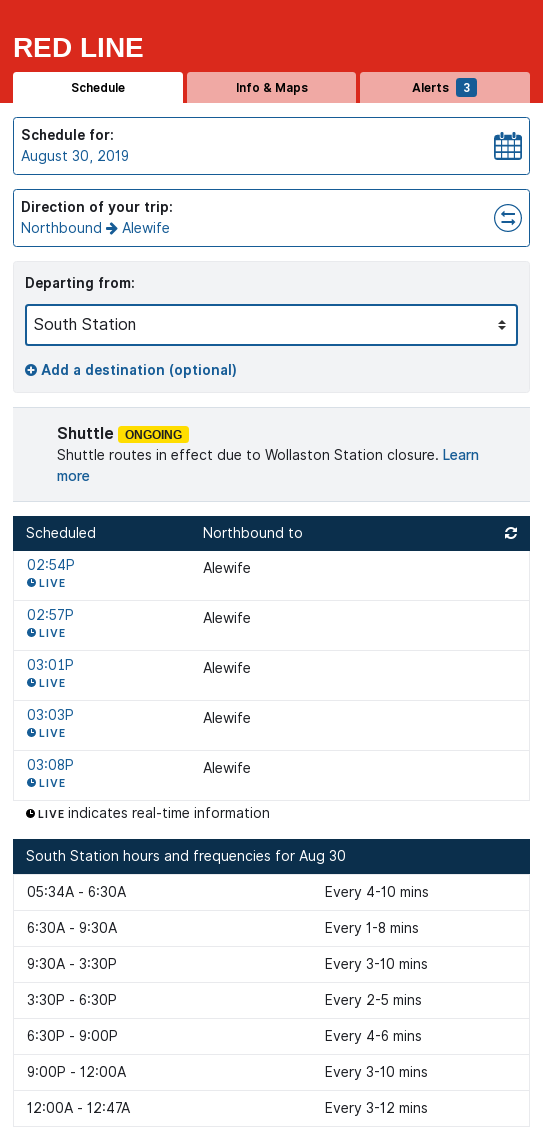 RED LINE
Schedule
Info & Maps
Alerts 3
Schedule for:
August 30, 2019
Direction of your trip:
Northbound → Alewife
Departing from:
South Station
Add a destination (optional)
Shuttle ONGOING
Shuttle routes in effect due to Wollaston Station closure. Learn
more
Scheduled Northbound to
02:54P Alewife
LIVE
02:57P Alewife
LIVE
03:01P Alewife
LIVE
03:03P Alewife
LIVE
03:08P Alewife
LIVE
LIVE indicates real-time information
South Station hours and frequencies for Aug 30
05:34A - 6:30A Every 4-10 mins
6:30A - 9:30A Every 1-8 mins
9:30A - 3:30P Every 3-10 mins
3:30P - 6:30P Every 2-5 mins
6:30P - 9:00P Every 4-6 mins
9:00P - 12:00A Every 3-10 mins
12:00A - 12:47A Every 3-12 mins